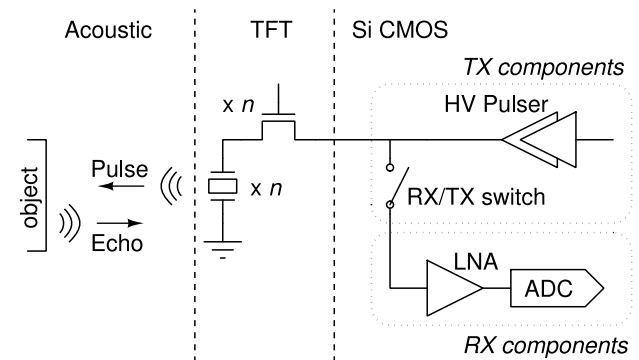 Acoustic
TFT
Si CMOS
TX components
x n
HV Pulser
object
Pulse
x n
RX/TX switch
Echo
LNA
ADC
RX components